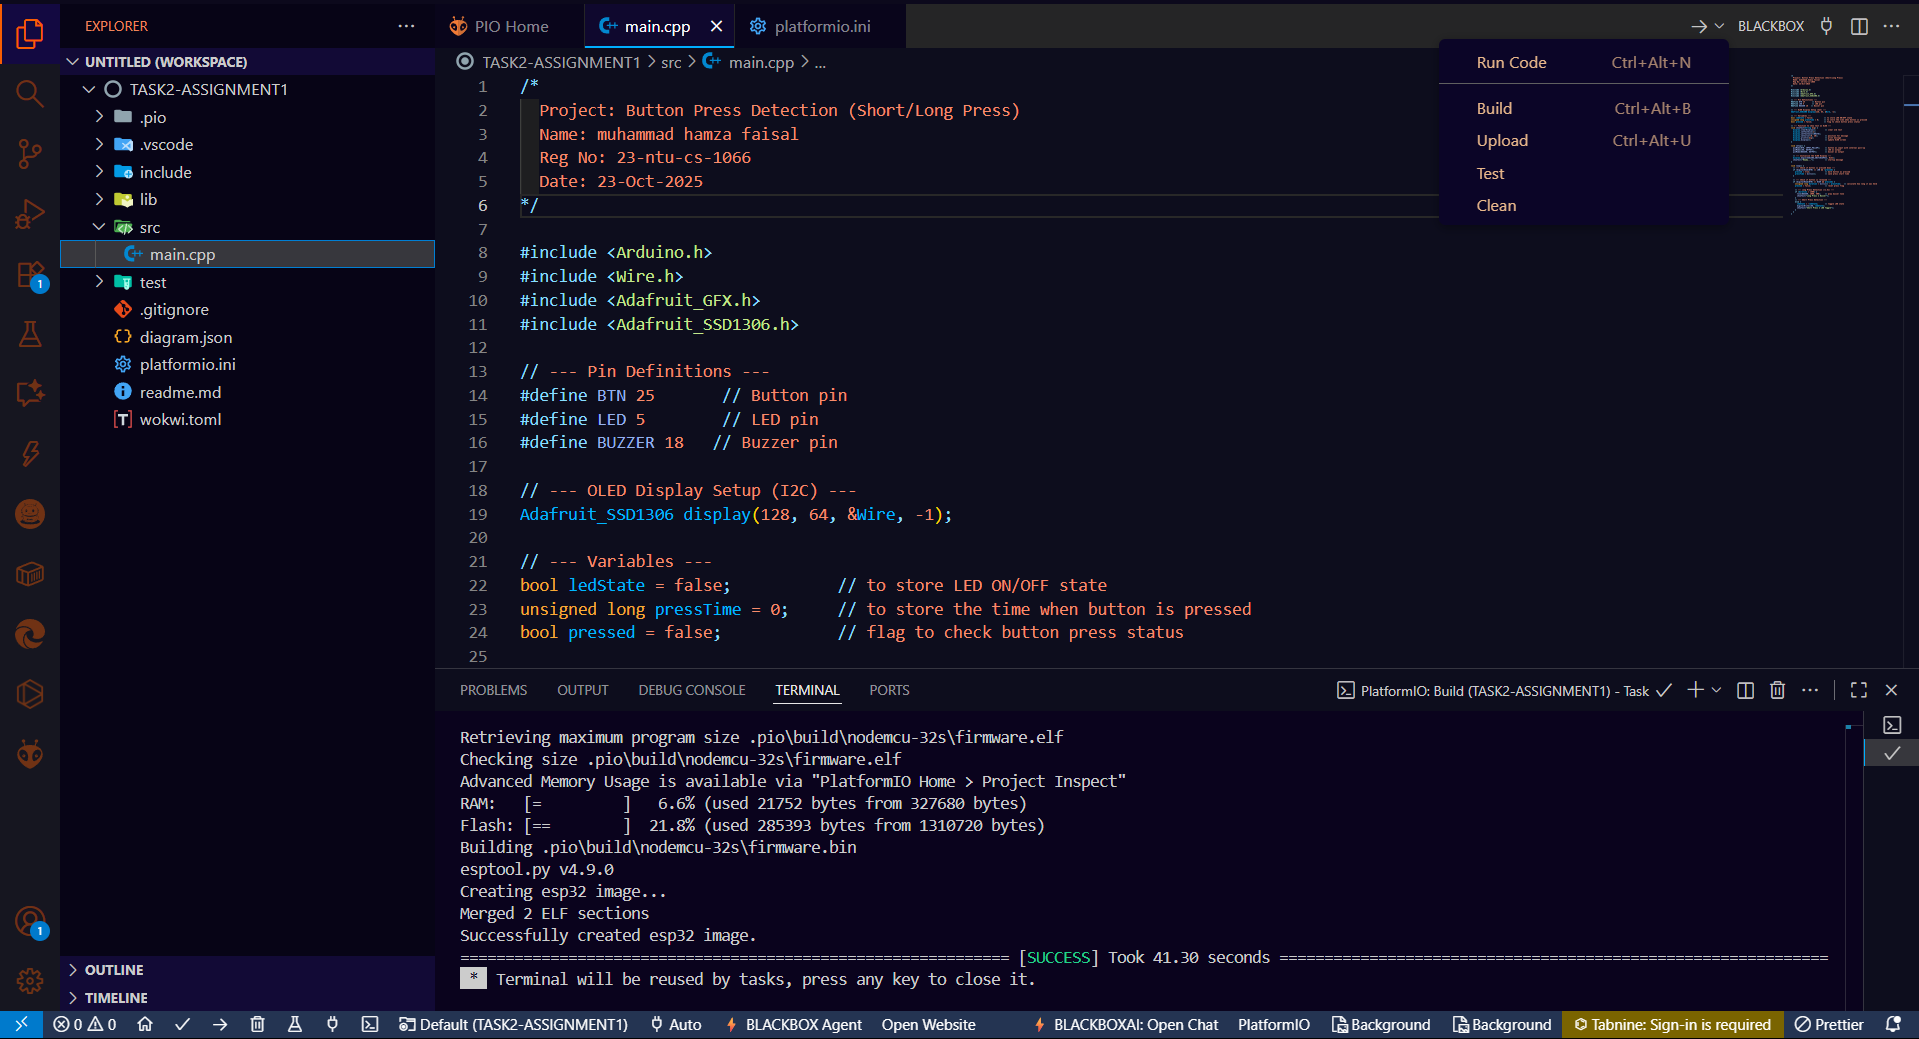 EXPLORER
PIO Home
main.cpp
platformio.ini
BLACKBOX
UNTITLED (WORKSPACE)
TASK2-ASSIGNMENT1
.pio
.vscode
include
lib
src
main.cpp
test
.gitignore
diagram.json
platformio.ini
readme.md
wokwi.toml
OUTLINE
TIMELINE
1
1
TASK2-ASSIGNMENT1 > src > main.cpp > ...
Run Code Ctrl+Alt+N
Build Ctrl+Alt+B
Upload Ctrl+Alt+U
Test
Clean
1 /*
2 Project: Button Press Detection (Short/Long Press)
3 Name: muhammad hamza faisal
4 Reg No: 23-ntu-cs-1066
5 Date: 23-Oct-2025
6 */
7
8 #include <Arduino.h>
9 #include <Wire.h>
10 #include <Adafruit_GFX.h>
11 #include <Adafruit_SSD1306.h>
12
13 // --- Pin Definitions ---
14 #define BTN 25 // Button pin
15 #define LED 5 // LED pin
16 #define BUZZER 18 // Buzzer pin
17
18 // --- OLED Display Setup (I2C) ---
19 Adafruit_SSD1306 display(128, 64, &Wire, -1);
20
21 // --- Variables ---
22 bool ledState = false; // to store LED ON/OFF state
23 unsigned long pressTime = 0; // to store the time when button is pressed
24 bool pressed = false; // flag to check button press status
25
PROBLEMS OUTPUT DEBUG CONSOLE TERMINAL PORTS
PlatformIO: Build (TASK2-ASSIGNMENT1) - Task
Retrieving maximum program size .pio\build\nodemcu-32s\firmware.elf
Checking size .pio\build\nodemcu-32s\firmware.elf
Advanced Memory Usage is available via "PlatformIO Home > Project Inspect"
RAM: [= ] 6.6% (used 21752 bytes from 327680 bytes)
Flash: [== ] 21.8% (used 285393 bytes from 1310720 bytes)
Building .pio\build\nodemcu-32s\firmware.bin
esptool.py v4.9.0
Creating esp32 image...
Merged 2 ELF sections
Successfully created esp32 image.
============================================================= [SUCCESS] Took 41.30 seconds =============================================================
* Terminal will be reused by tasks, press any key to close it.
0 0 Default (TASK2-ASSIGNMENT1) Auto BLACKBOX Agent Open Website BLACKBOXAI: Open Chat PlatformIO Background Background Tabnine: Sign-in is required Prettier